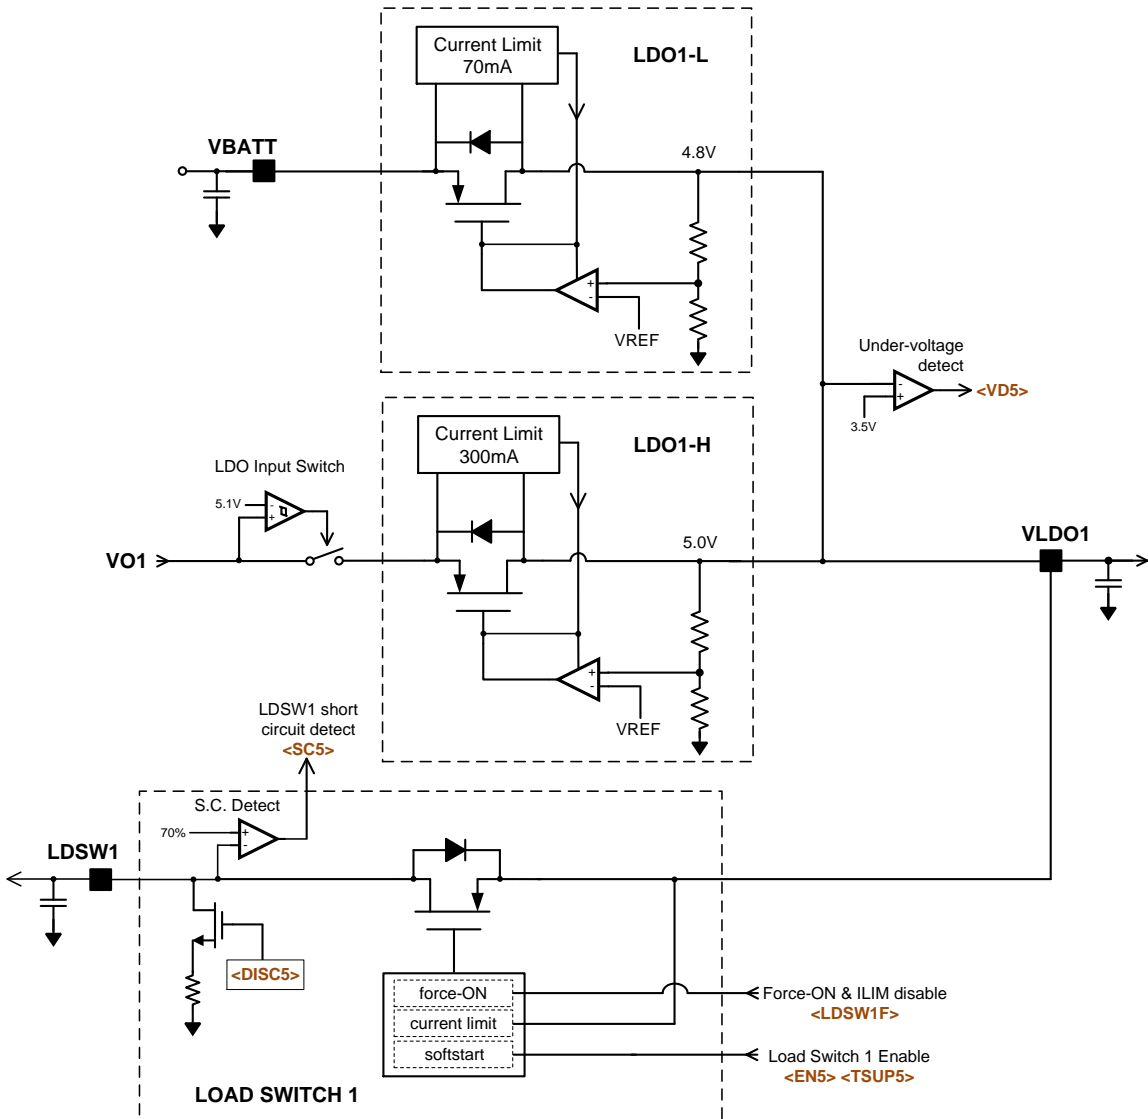 Current Limit
70mA
LDO1-L
VBATT
4.8V
+
-
VREF
Under-voltage
detect
-
+
<VD5>
3.5V
Current Limit
300mA
LDO1-H
LDO Input Switch
5.1V
-
+
VO1
5.0V
VLDO1
+
-
VREF
LDSW1 short
circuit detect
<SC5>
S.C. Detect
70%
+
-
LDSW1
<DISC5>
force-ON
current limit
softstart
Force-ON & ILIM disable
<LDSW1F>
Load Switch 1 Enable
<EN5> <TSUP5>
LOAD SWITCH 1